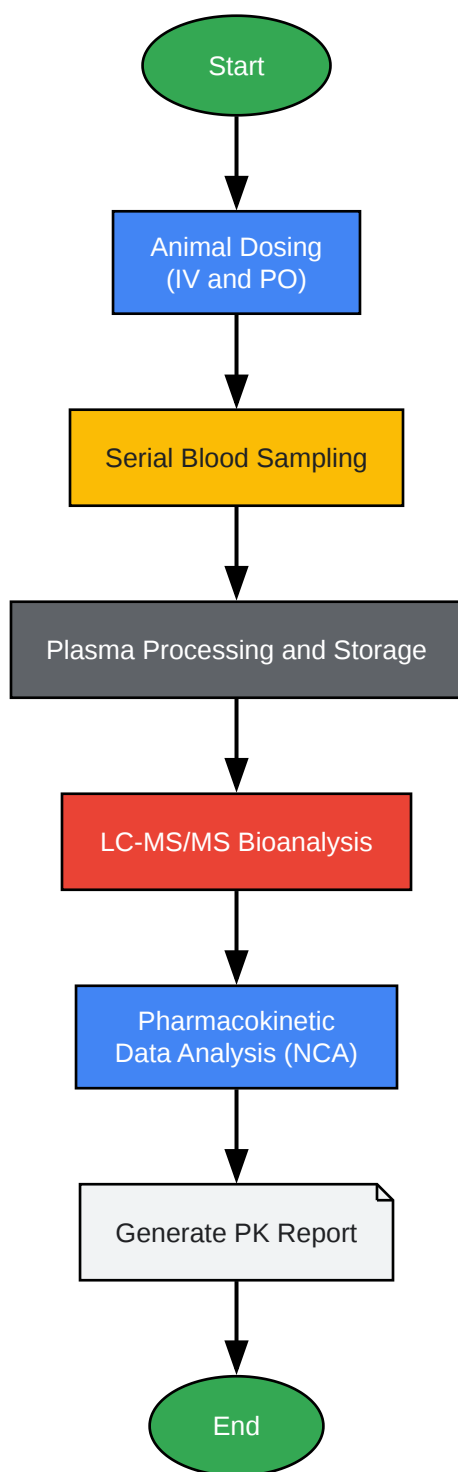 Start
Animal Dosing
(IV and PO)
Serial Blood Sampling
Plasma Processing and Storage
LC-MS/MS Bioanalysis
Pharmacokinetic
Data Analysis (NCA)
Generate PK Report
End